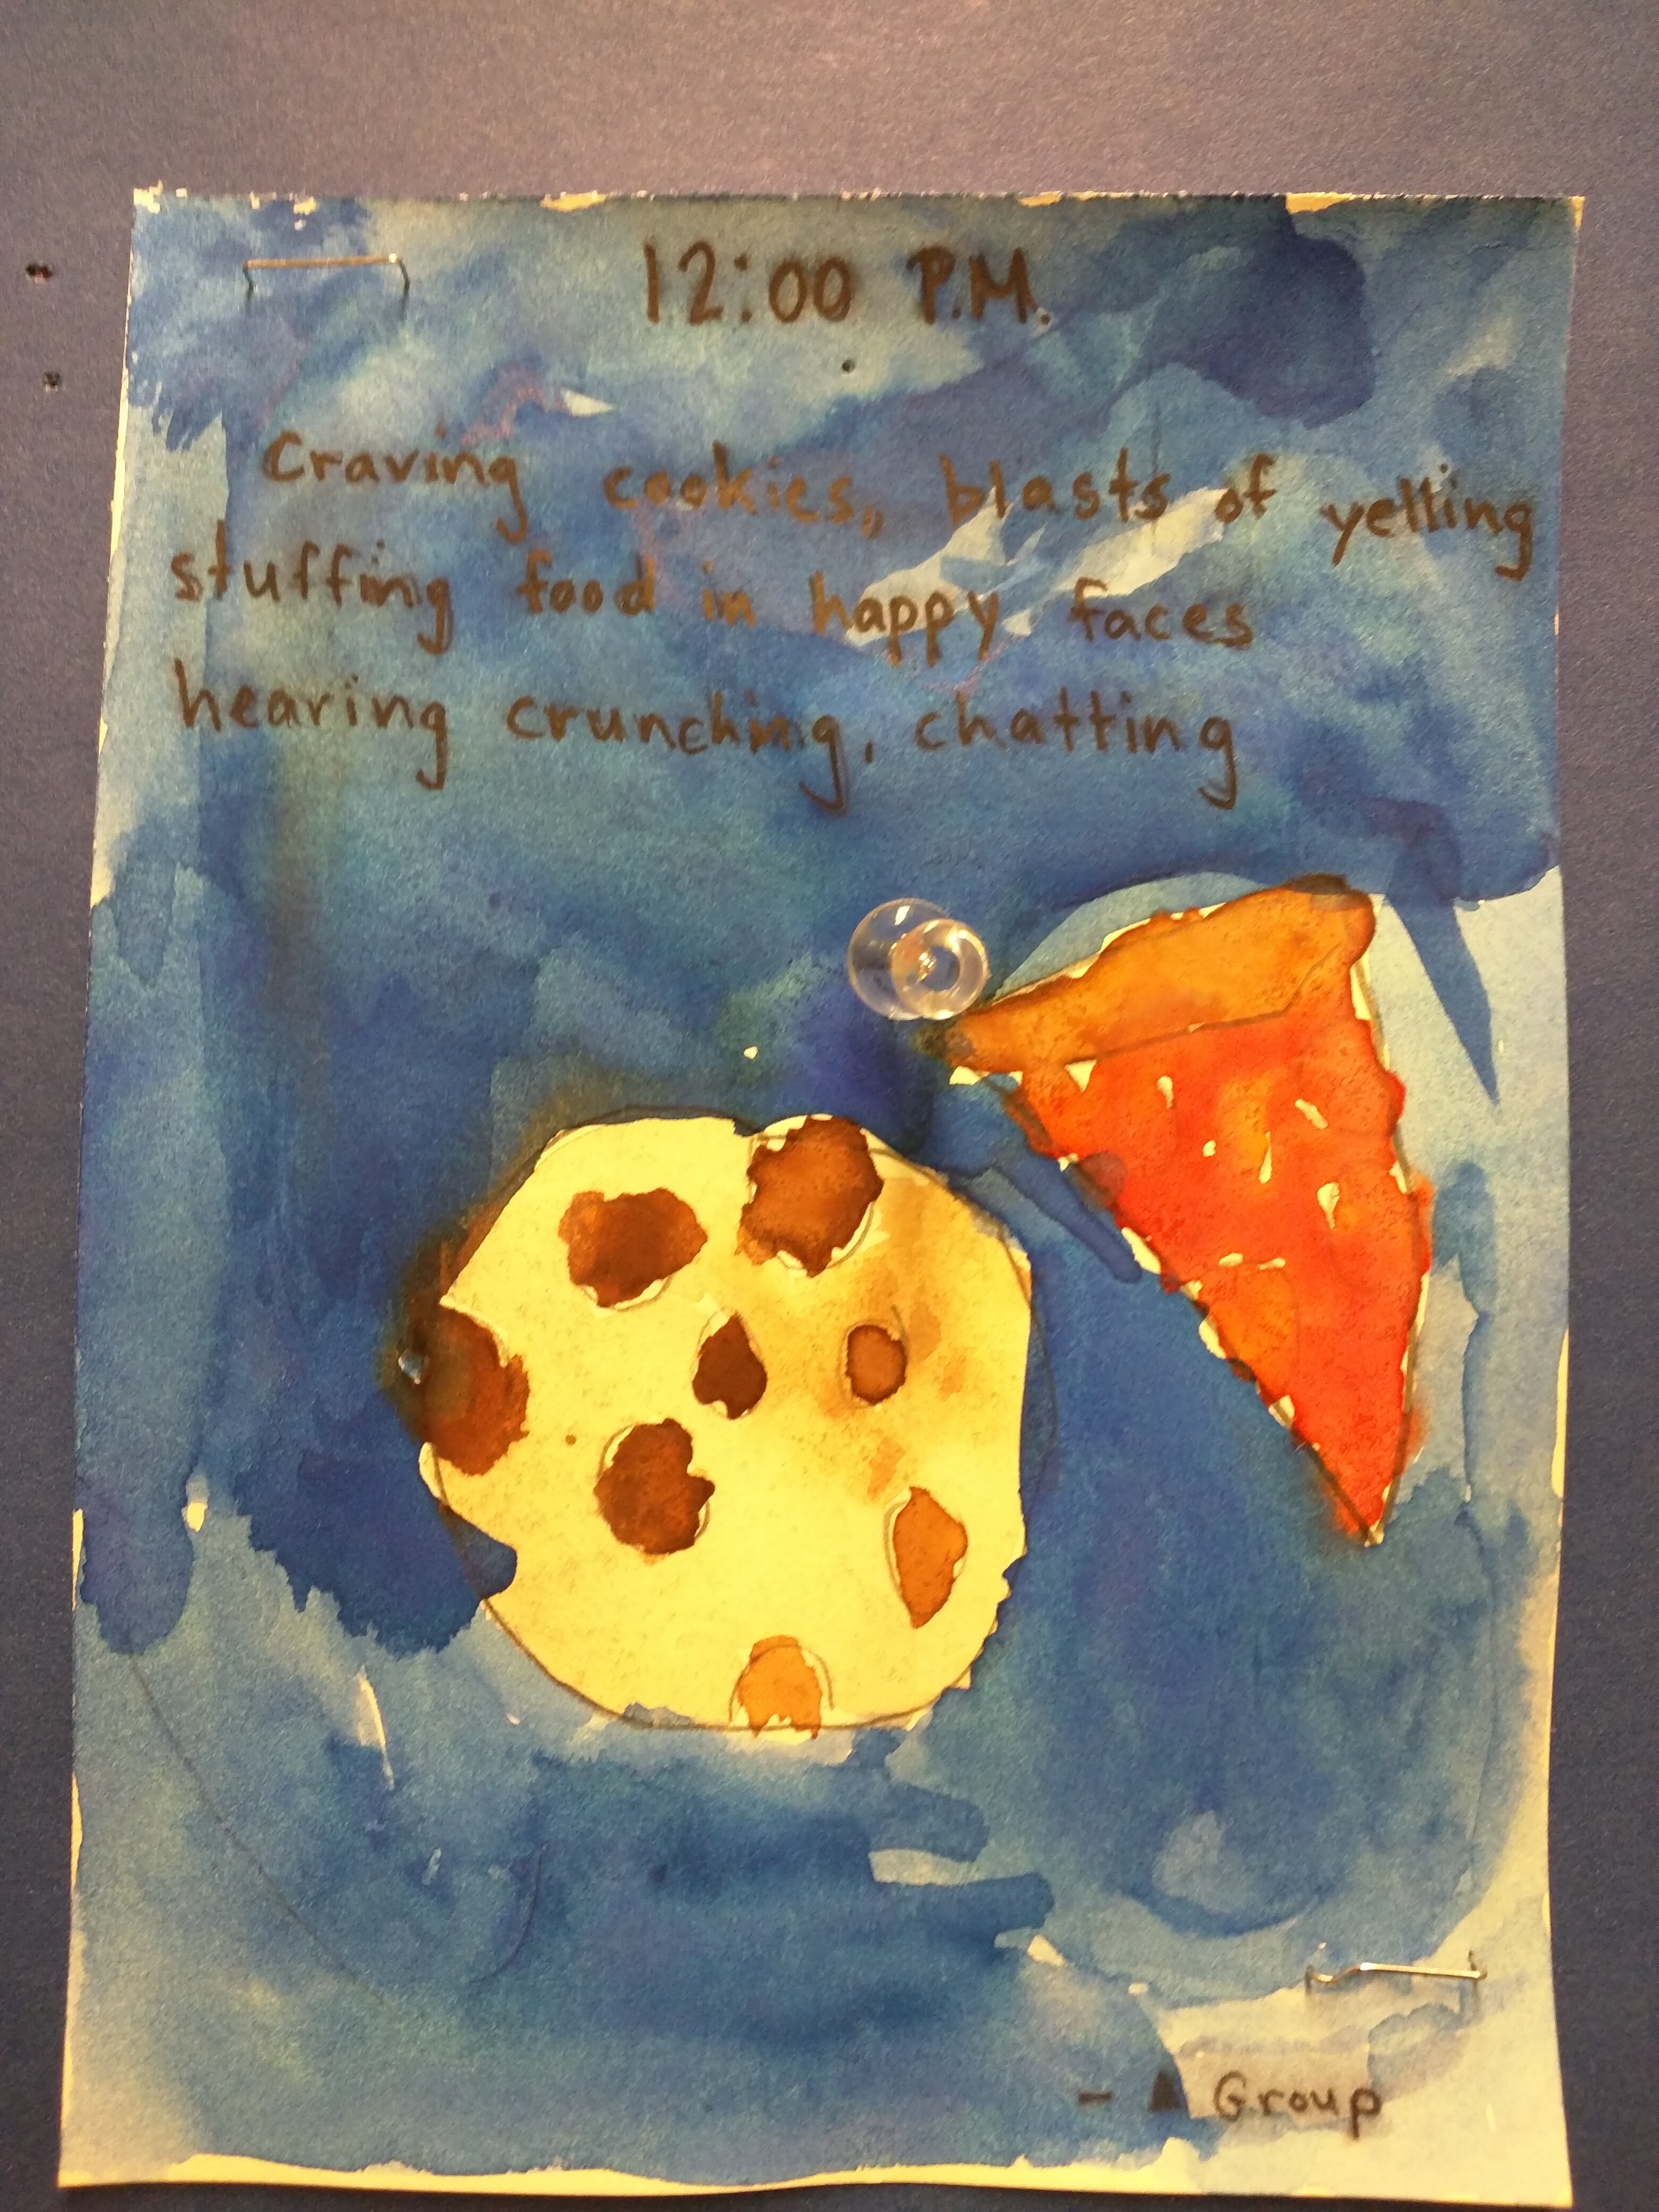 12:00 P.M.
Craving cookies, blasts of yelling
stuffing food in happy faces
hearing crunching, chatting
- A Group